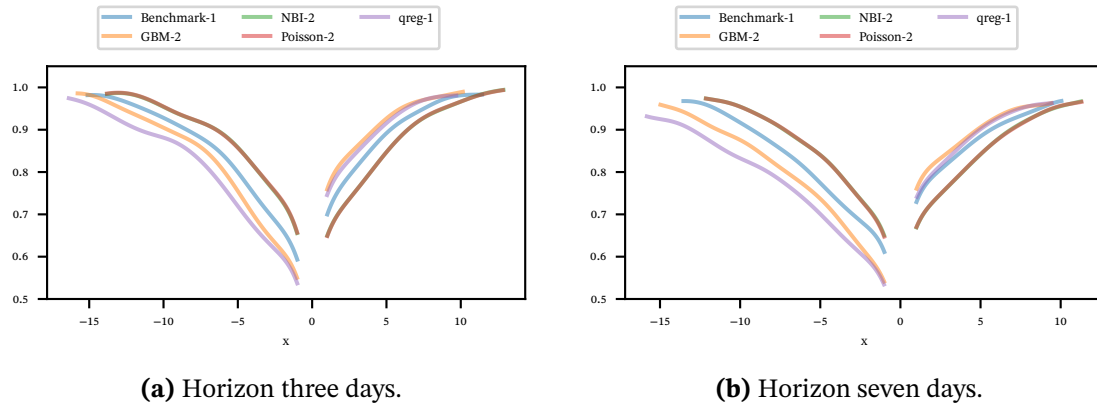 Benchmark-1 NBI-2 qreg-1
GBM-2 Poisson-2
1.0
0.9
0.8
0.7
0.6
0.5
−15 −10 −5 0 5 10
x
(a) Horizon three days.
Benchmark-1 NBI-2 qreg-1
GBM-2 Poisson-2
1.0
0.9
0.8
0.7
0.6
0.5
−15 −10 −5 0 5 10
x
(b) Horizon seven days.